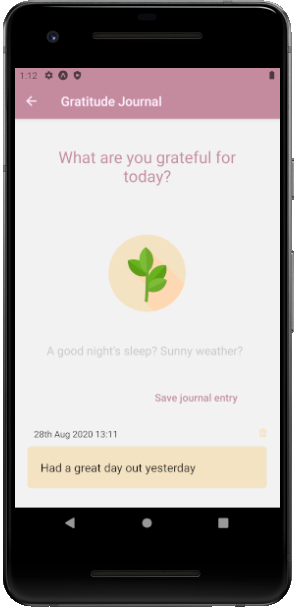 1:12
Gratitude Journal
What are you grateful for
today?
A good night's sleep? Sunny weather?
Save journal entry
28th Aug 2020 13:11
Had a great day out yesterday